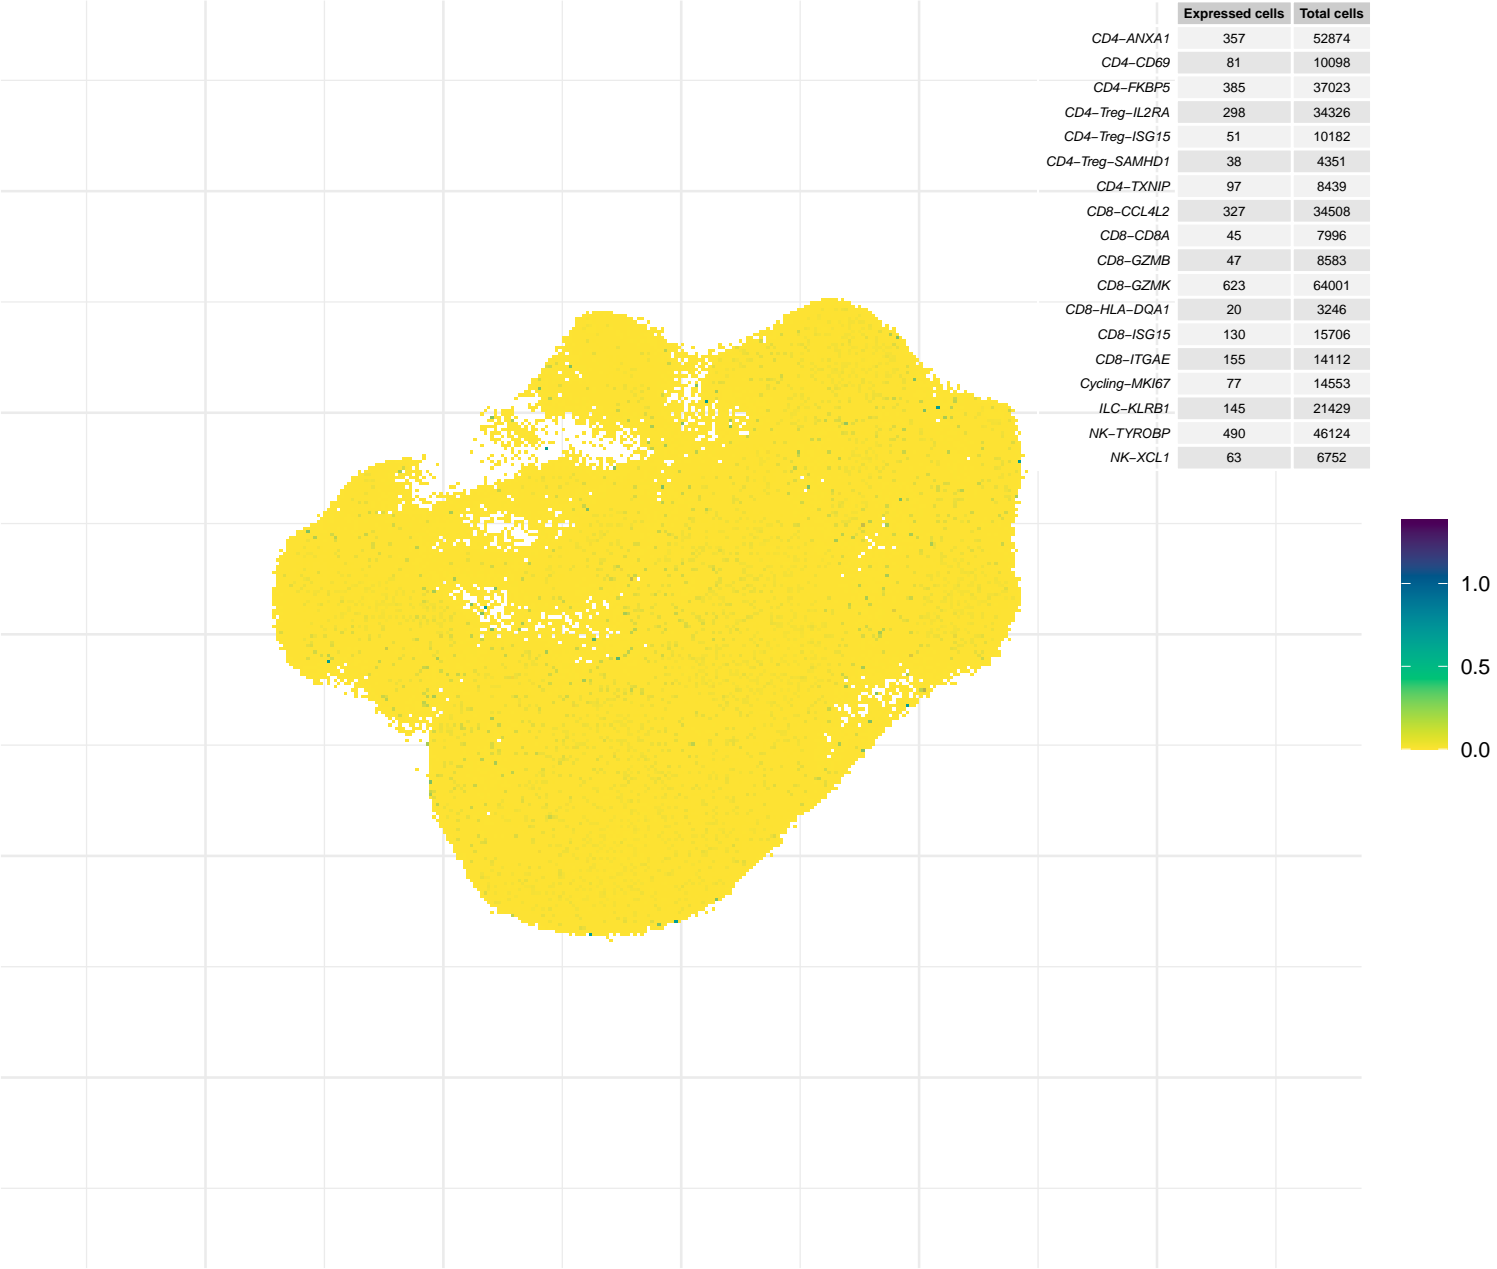 Expressed cells Total cells
CD4−ANXA1 357 52874
CD4−CD69 81 10098
CD4−FKBP5 385 37023
CD4−Treg−IL2RA 298 34326
CD4−Treg−ISG15 51 10182
CD4−Treg−SAMHD1 38 4351
CD4−TXNIP 97 8439
CD8−CCL4L2 327 34508
CD8−CD8A 45 7996
CD8−GZMB 47 8583
CD8−GZMK 623 64001
CD8−HLA−DQA1 20 3246
CD8−ISG15 130 15706
CD8−ITGAE 155 14112
Cycling−MKI67 77 14553
ILC−KLRB1 145 21429
NK−TYROBP 490 46124
NK−XCL1 63 6752
1.0
0.5
0.0